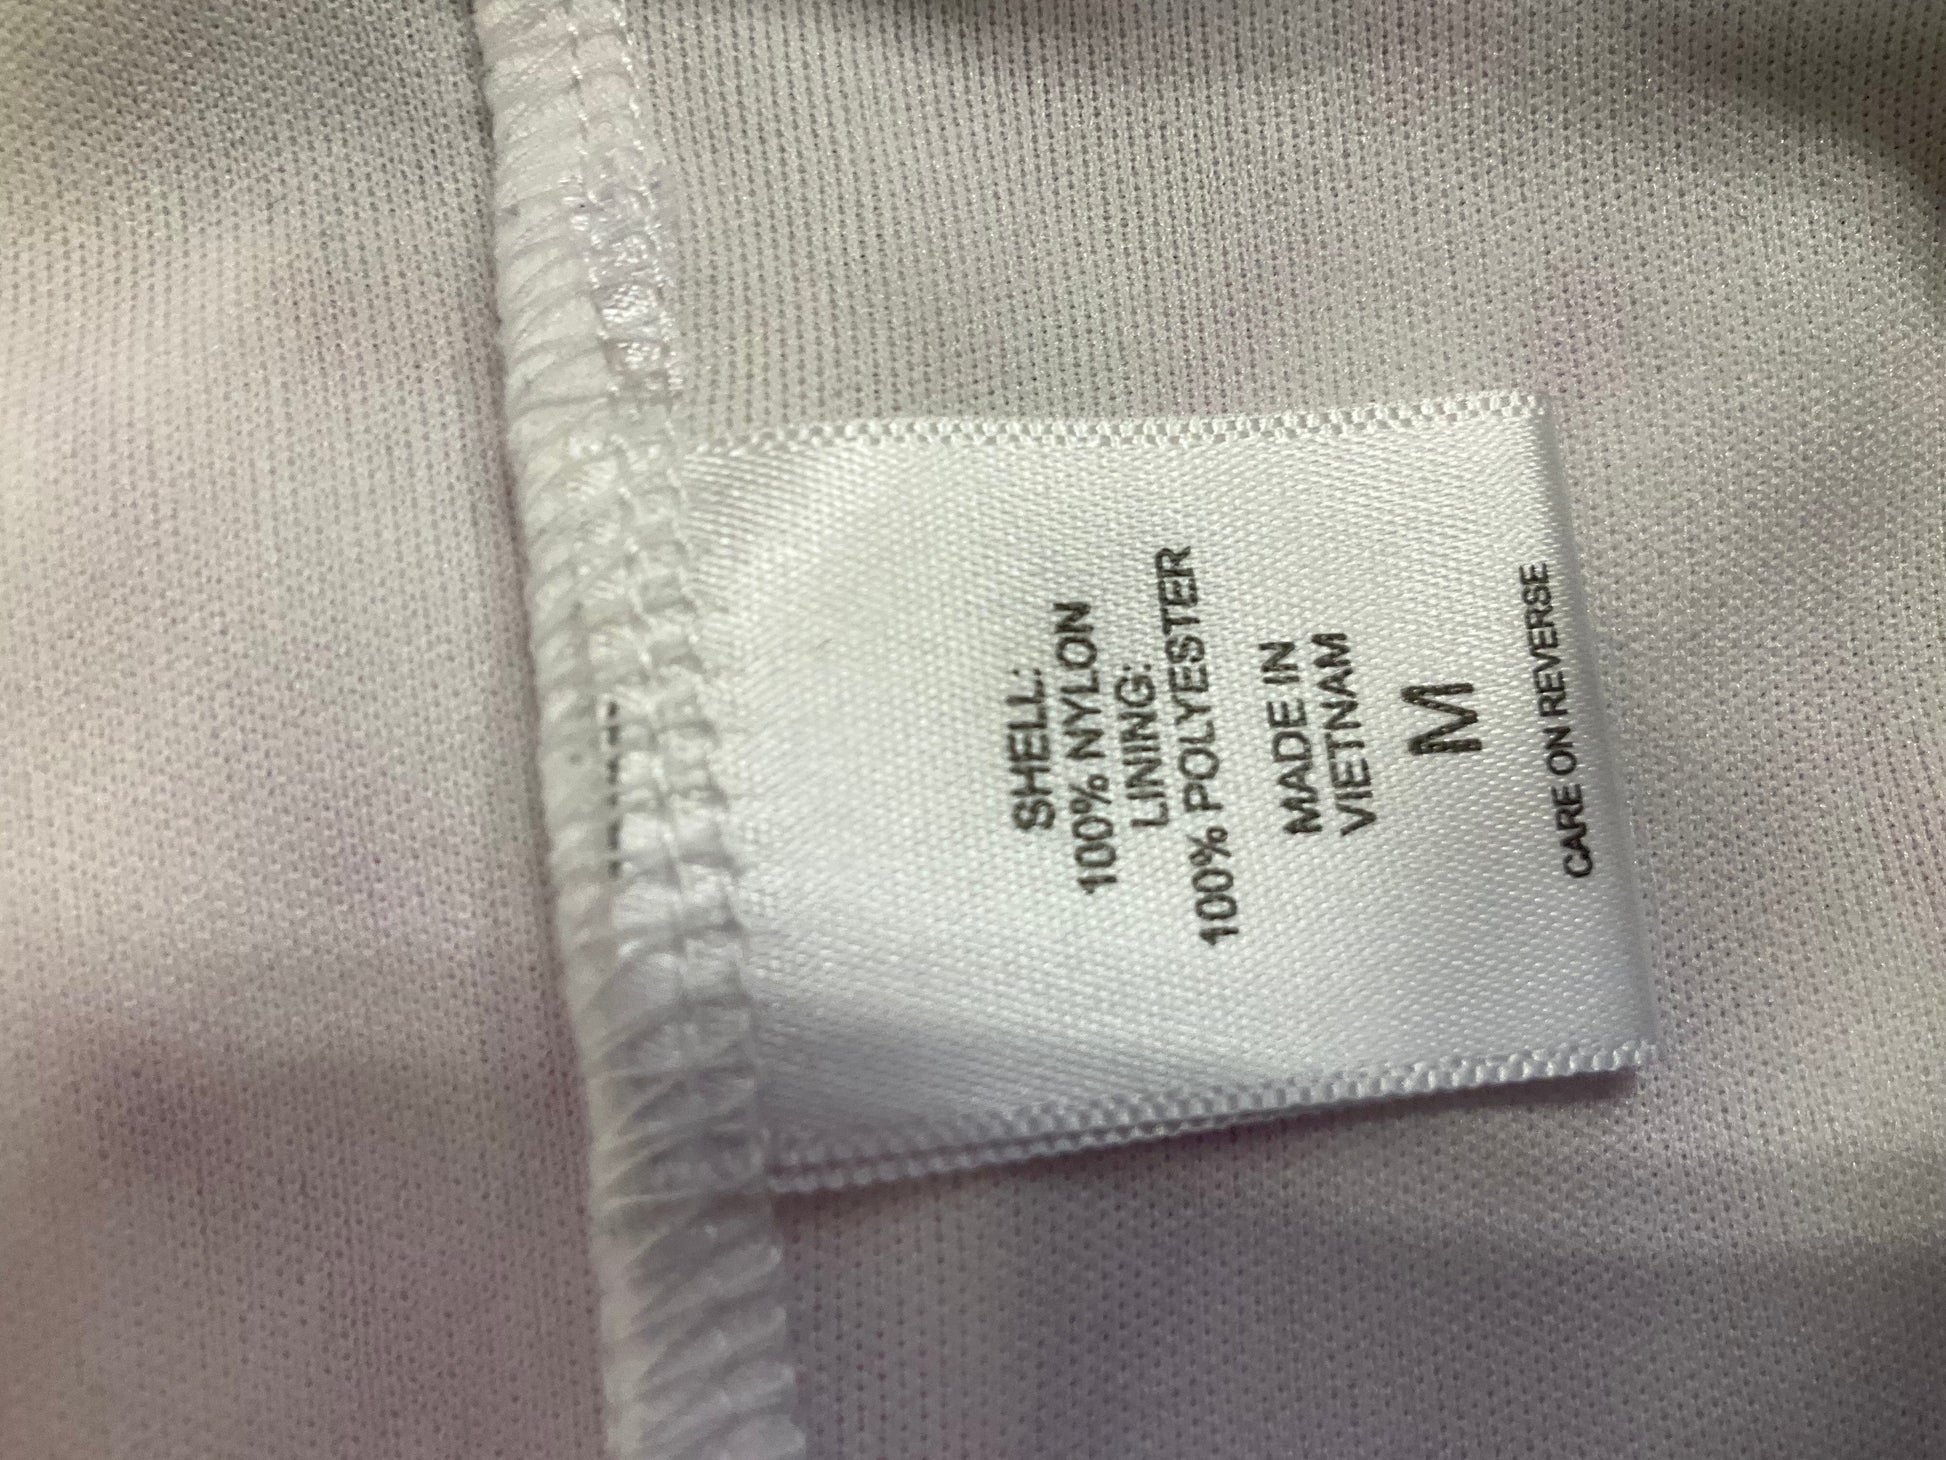 SHELL:
100% NYLON
LINING:
100% POLYESTER
MADE IN
VIETNAM
M
CARE ON REVERSE